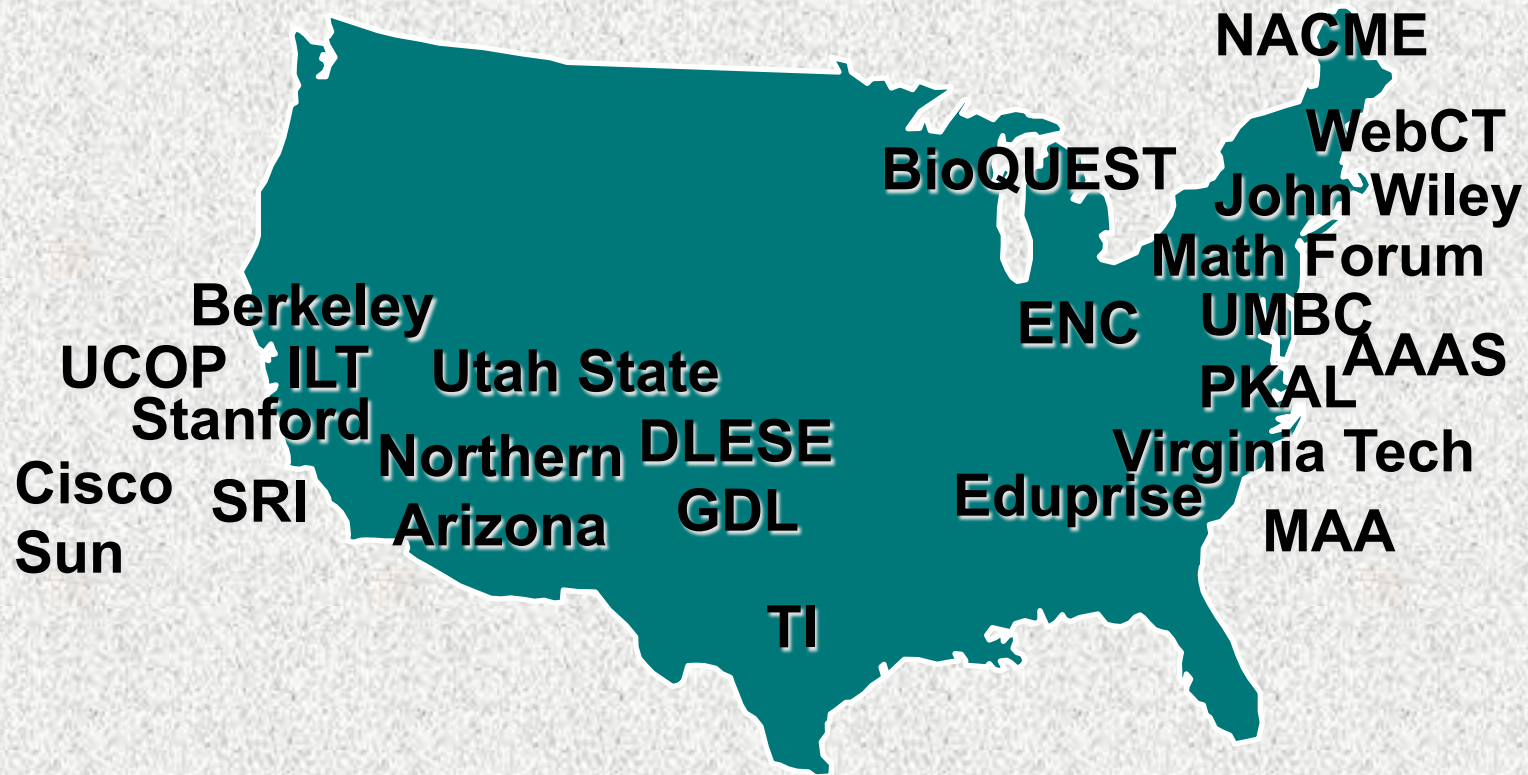 NACME
WebCT
BioQUEST
John Wiley
Math Forum
Berkeley
ENC
UMBC
UCOP
ILT
Utah State
AAAS
PKAL
Stanford
Northern
Arizona
DLESE
Virginia Tech
Cisco
Sun
SRI
GDL
Eduprise
MAA
TI